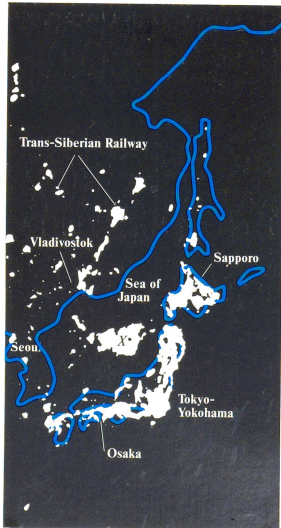 Trans-Siberian Railway
Vladivostok
Sapporo
Sea of
Japan
Seoul
X
Tokyo-
Yokohama
Osaka